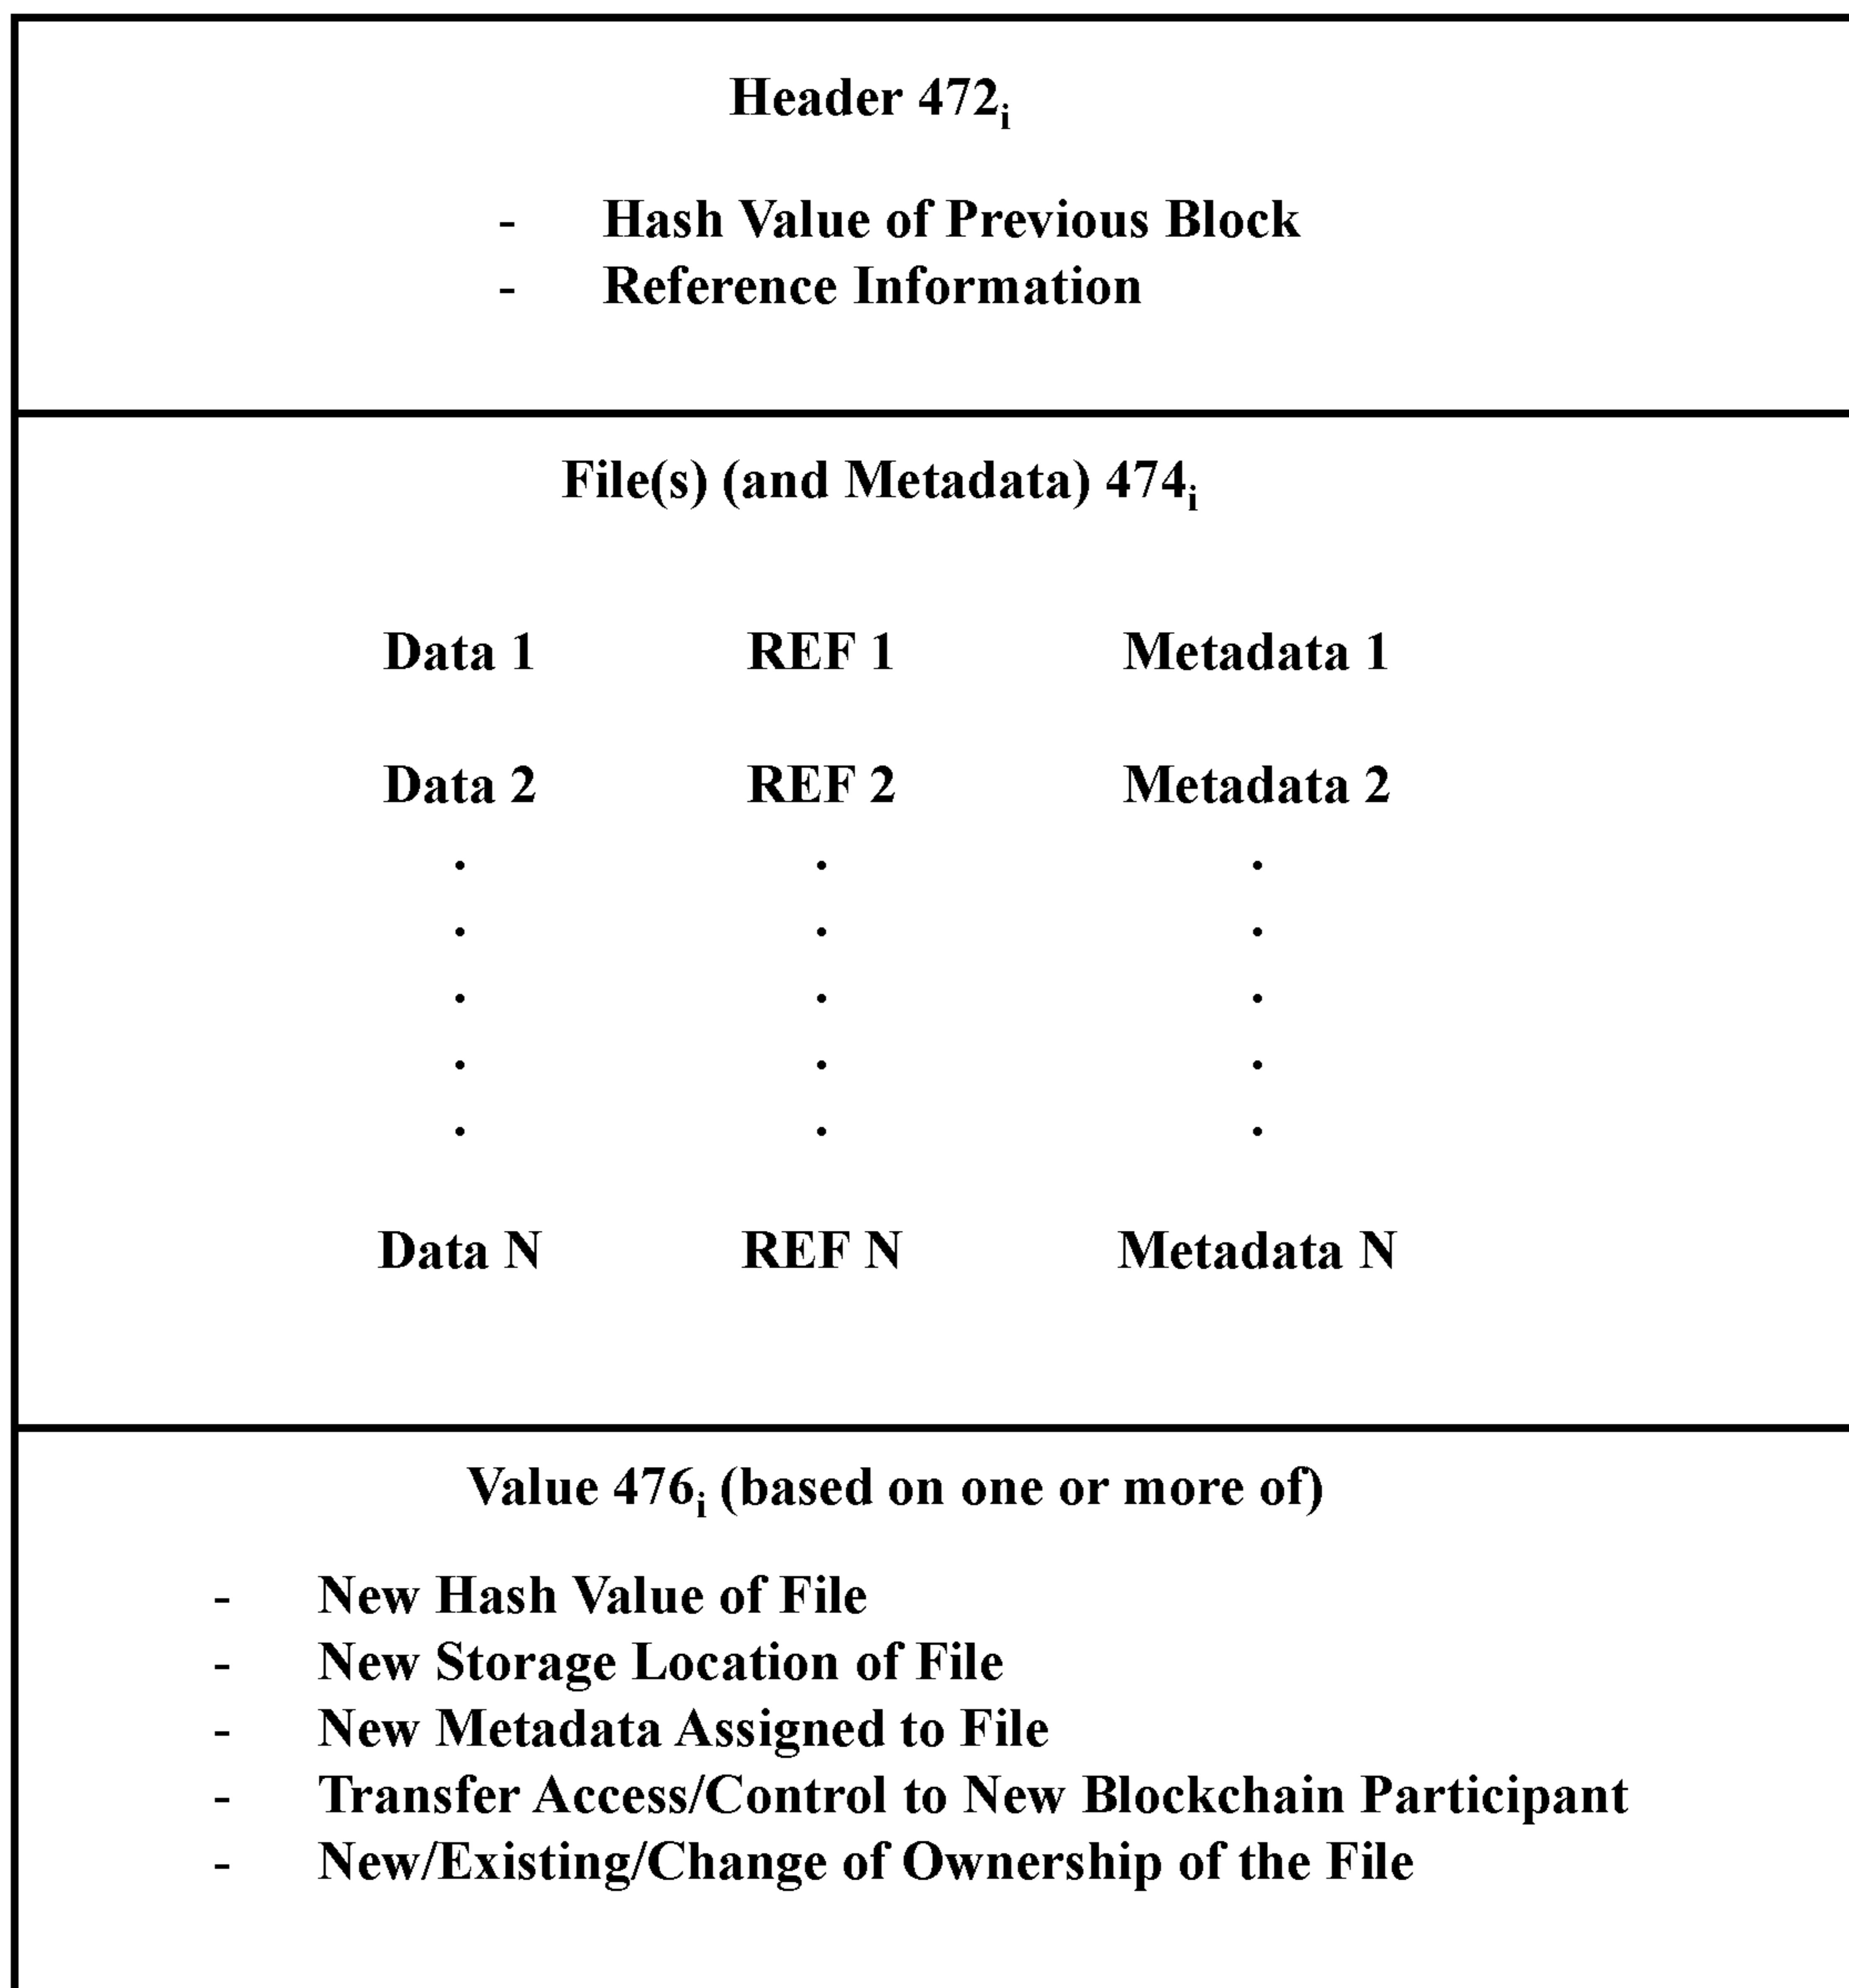 Header 472i
- Hash Value of Previous Block
- Reference Information
File(s) (and Metadata) 474i
Data 1 REF 1 Metadata 1
Data 2 REF 2 Metadata 2
. . .
. . .
. . .
. . .
. . .
Data N REF N Metadata N
Value 476i (based on one or more of)
- New Hash Value of File
- New Storage Location of File
- New Metadata Assigned to File
- Transfer Access/Control to New Blockchain Participant
- New/Existing/Change of Ownership of the File